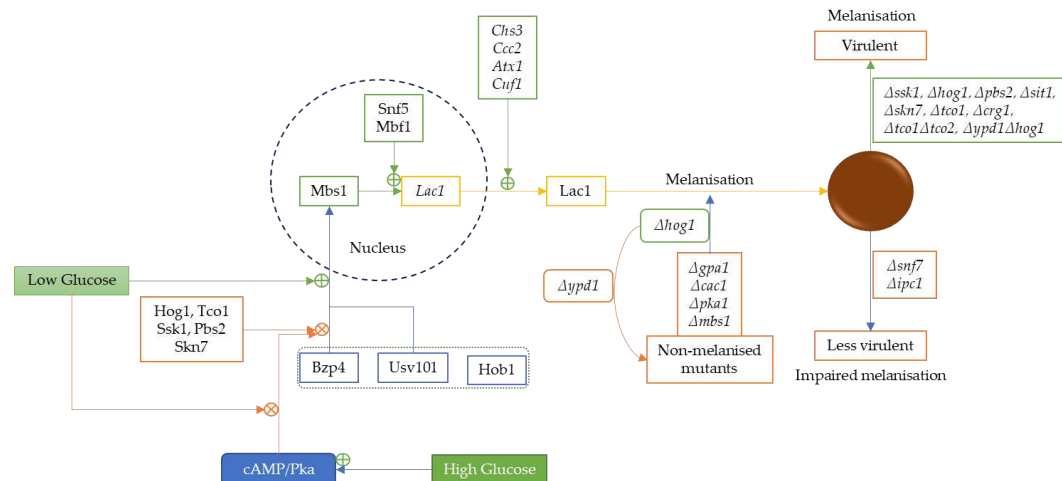 Melanisation
Virulent
Δssk1, Δhog1, Δpbs2, Δsit1,
Δskn7, Δtco1, Δcrg1,
Δtco1Δtco2, Δypd1Δhog1
Chs3
Ccc2
Atx1
Cuf1
Snf5
Mbf1
Mbs1
Lac1
Lac1
Melanisation
Nucleus
Δhog1
Δypd1
Δgpa1
Δcac1
Δpka1
Δmbs1
Non-melanised
mutants
Δsnf7
Δipc1
Less virulent
Impaired melanisation
Low Glucose
Hog1, Tco1
Ssk1, Pbs2
Skn7
Bzp4
Usv101
Hob1
cAMP/Pka
High Glucose